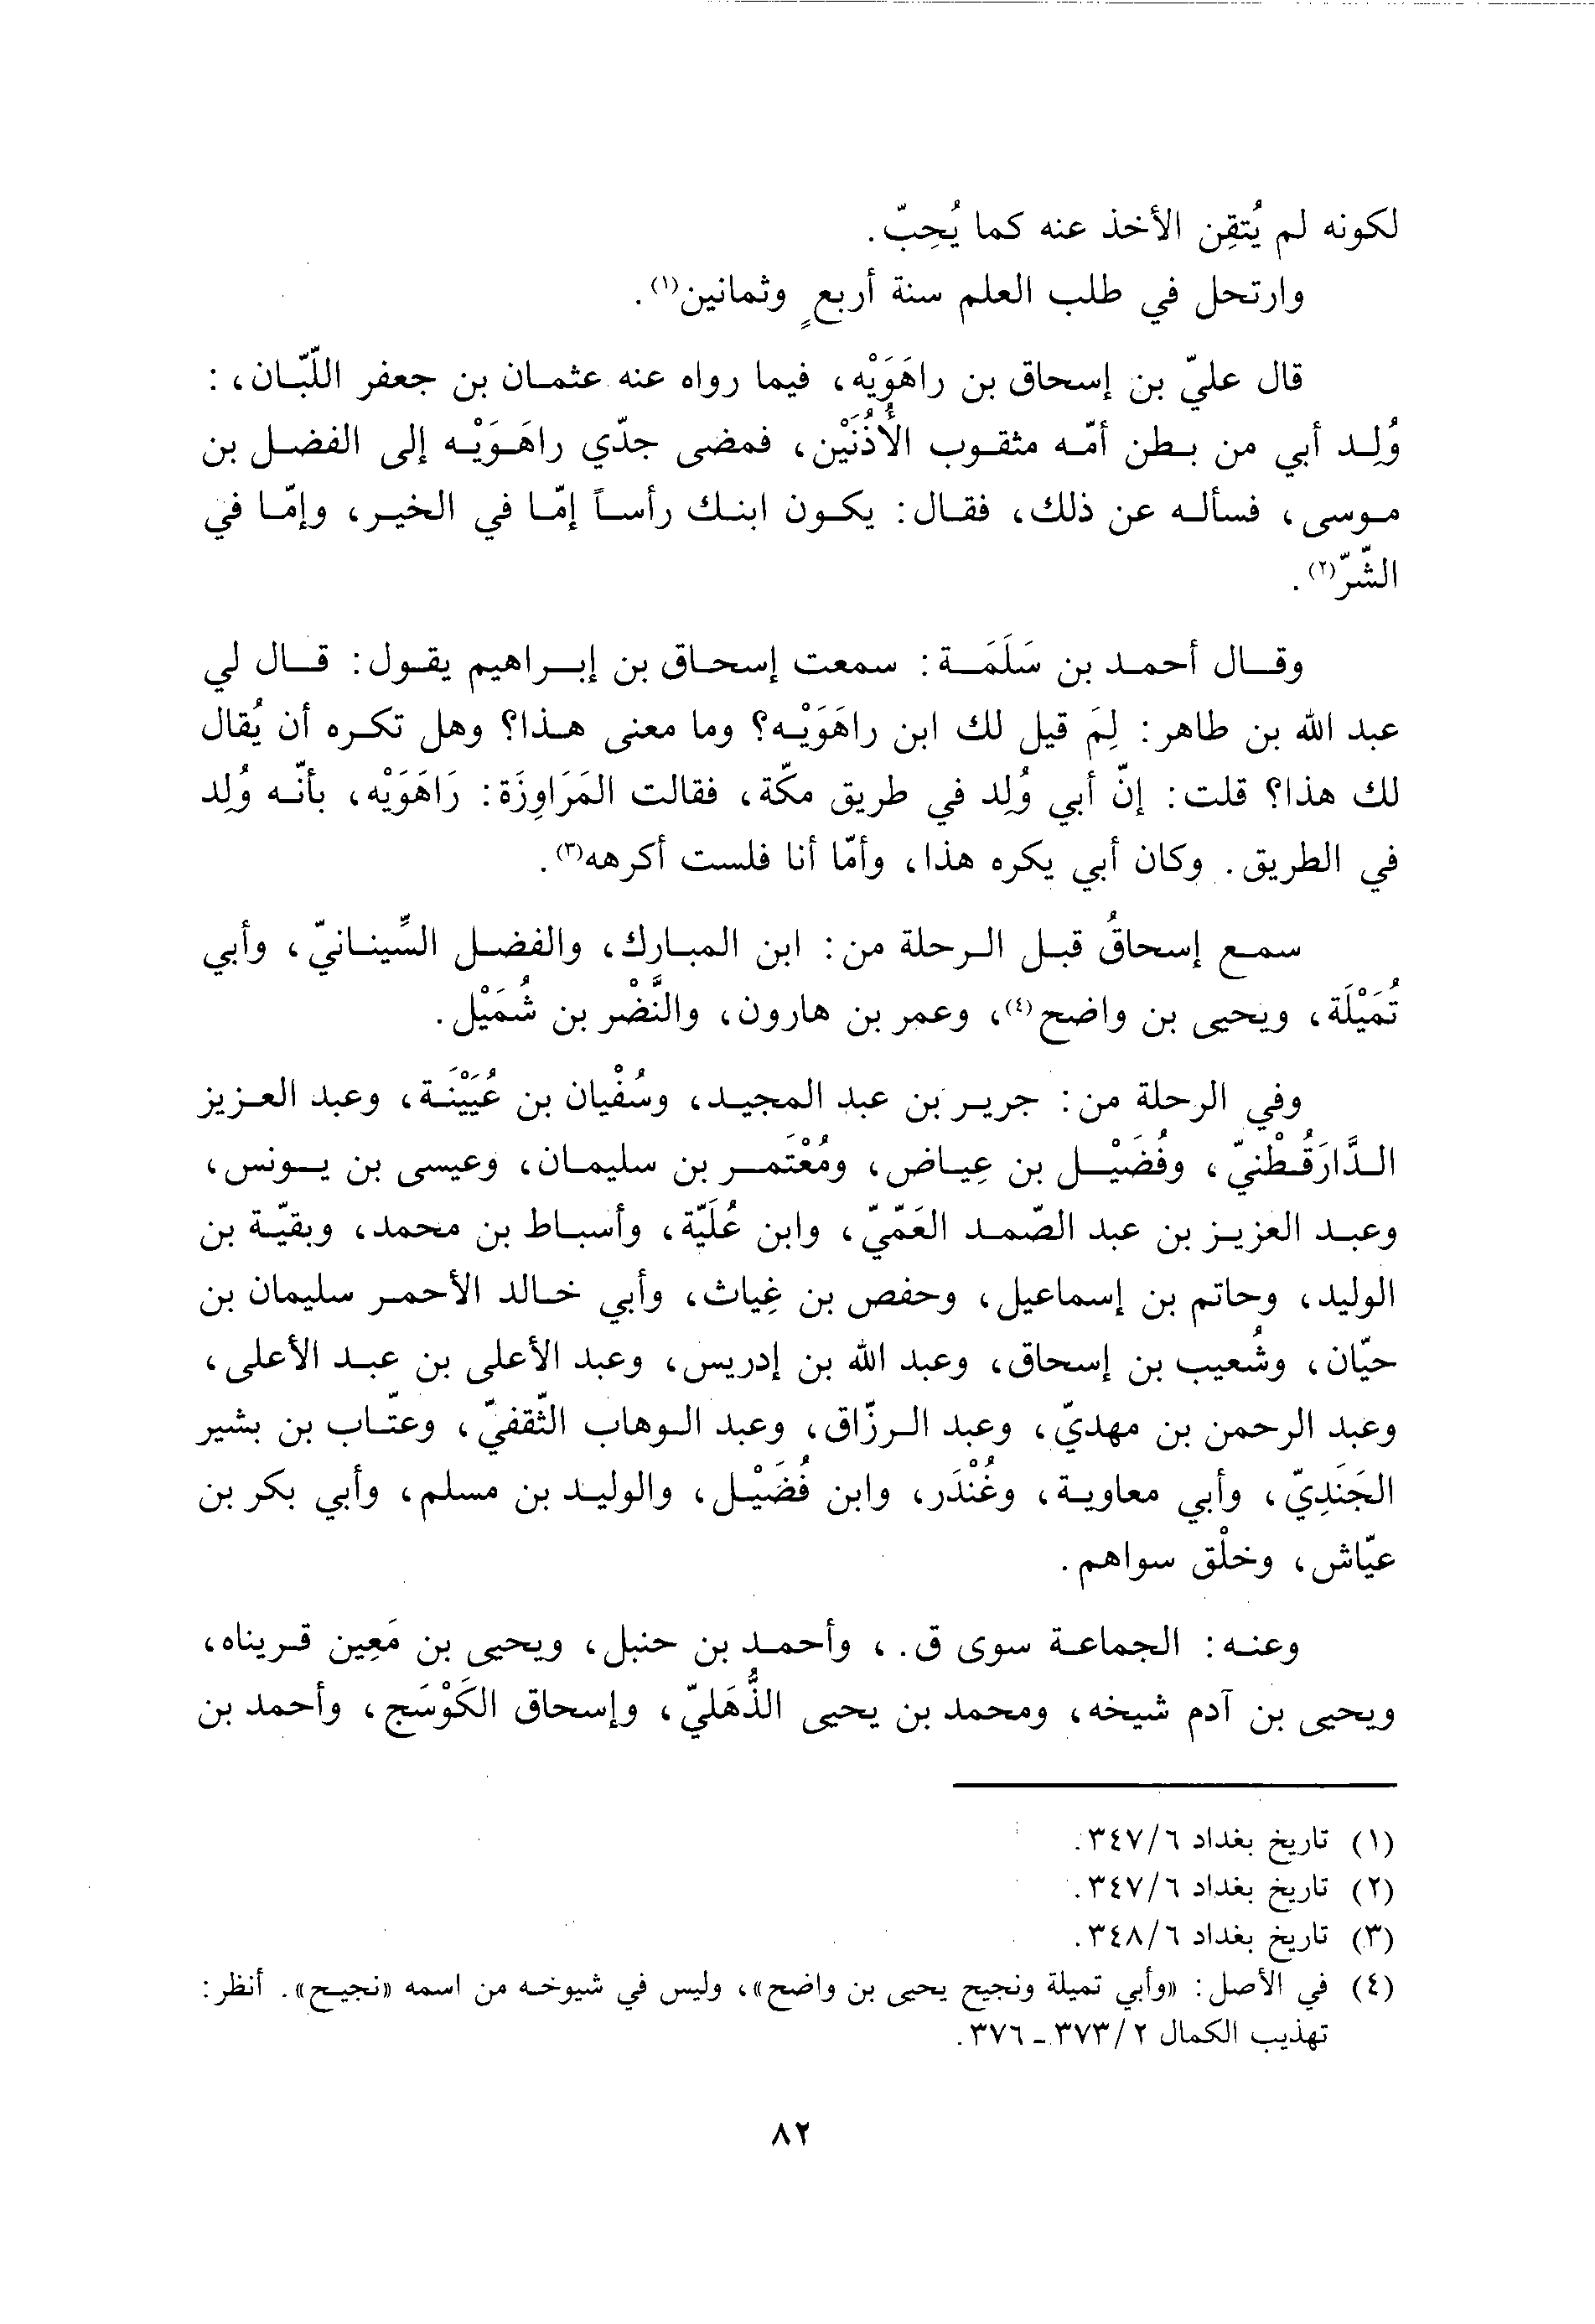 لكونه لم يُتقِن الأخذ عنه كما يُحِبّ.
وارتحل في طلب العلم سنة أربعٍ وثمانين(١).
قال عليّ بن إسحاق بن راهَوَيْه، فيما رواه عنه عثمان بن جعفر اللّبّان،:
وُلِد أبي من بطن أمّه مثقوب الأُذُنَيْن، فمضى جدّي راهَوَيْه إلى الفضل بن
موسى، فسأله عن ذلك، فقال: يكون ابنك رأساً إمّا في الخير، وإمّا في
الشّرّ(٢).
وقال أحمد بن سَلَمَة: سمعت إسحاق بن إبراهيم يقول: قال لي
عبد الله بن طاهر: لِمَ قيل لك ابن راهَوَيْه؟ وما معنى هذا؟ وهل تكره أن يُقال
لك هذا؟ قلت: إنّ أبي وُلِد في طريق مكّة، فقالت المَرَاوِزَة: رَاهَوَيْه، بأنّه وُلِد
في الطريق. وكان أبي يكره هذا، وأمّا أنا فلست أكرهه(٣).
سمع إسحاقُ قبل الرحلة من: ابن المبارك، والفضل السِّينانيّ، وأبي
تُمَيْلَة، ويحيى بن واضح(٤)، وعمر بن هارون، والنَّضْر بن شُمَيْل.
وفي الرحلة من: جرير بن عبد المجيد، وسُفْيان بن عُيَيْنَة، وعبد العزيز
الدَّارَقُطْنيّ، وفُضَيْل بن عِياض، ومُعْتَمر بن سليمان، وعيسى بن يونس،
وعبد العزيز بن عبد الصّمد العَمّيّ، وابن عُلَيّة، وأسباط بن محمد، وبقيّة بن
الوليد، وحاتم بن إسماعيل، وحفص بن غِياث، وأبي خالد الأحمر سليمان بن
حيّان، وشُعيب بن إسحاق، وعبد الله بن إدريس، وعبد الأعلى بن عبد الأعلى،
وعبد الرحمن بن مهديّ، وعبد الرزّاق، وعبد الوهاب الثّقفيّ، وعتّاب بن بشير
الجَنَدِيّ، وأبي معاوية، وغُنْدَر، وابن فُضَيْل، والوليد بن مسلم، وأبي بكر بن
عيّاش، وخلْق سواهم.
وعنه: الجماعة سوى ق.، وأحمد بن حنبل، ويحيى بن مَعِين قريناه،
ويحيى بن آدم شيخه، ومحمد بن يحيى الذُّهَليّ، وإسحاق الكَوْسَج، وأحمد بن
(١) تاريخ بغداد ٦/٣٤٧.
(٢) تاريخ بغداد ٦/٣٤٧.
(٣) تاريخ بغداد ٦/٣٤٨.
(٤) في الأصل: «وأبي تميلة ونجيح يحيى بن واضح»، وليس في شيوخه من اسمه «نجيح». أنظر:
تهذيب الكمال ٢/٣٧٣ ـ ٣٧٦.
٨٢